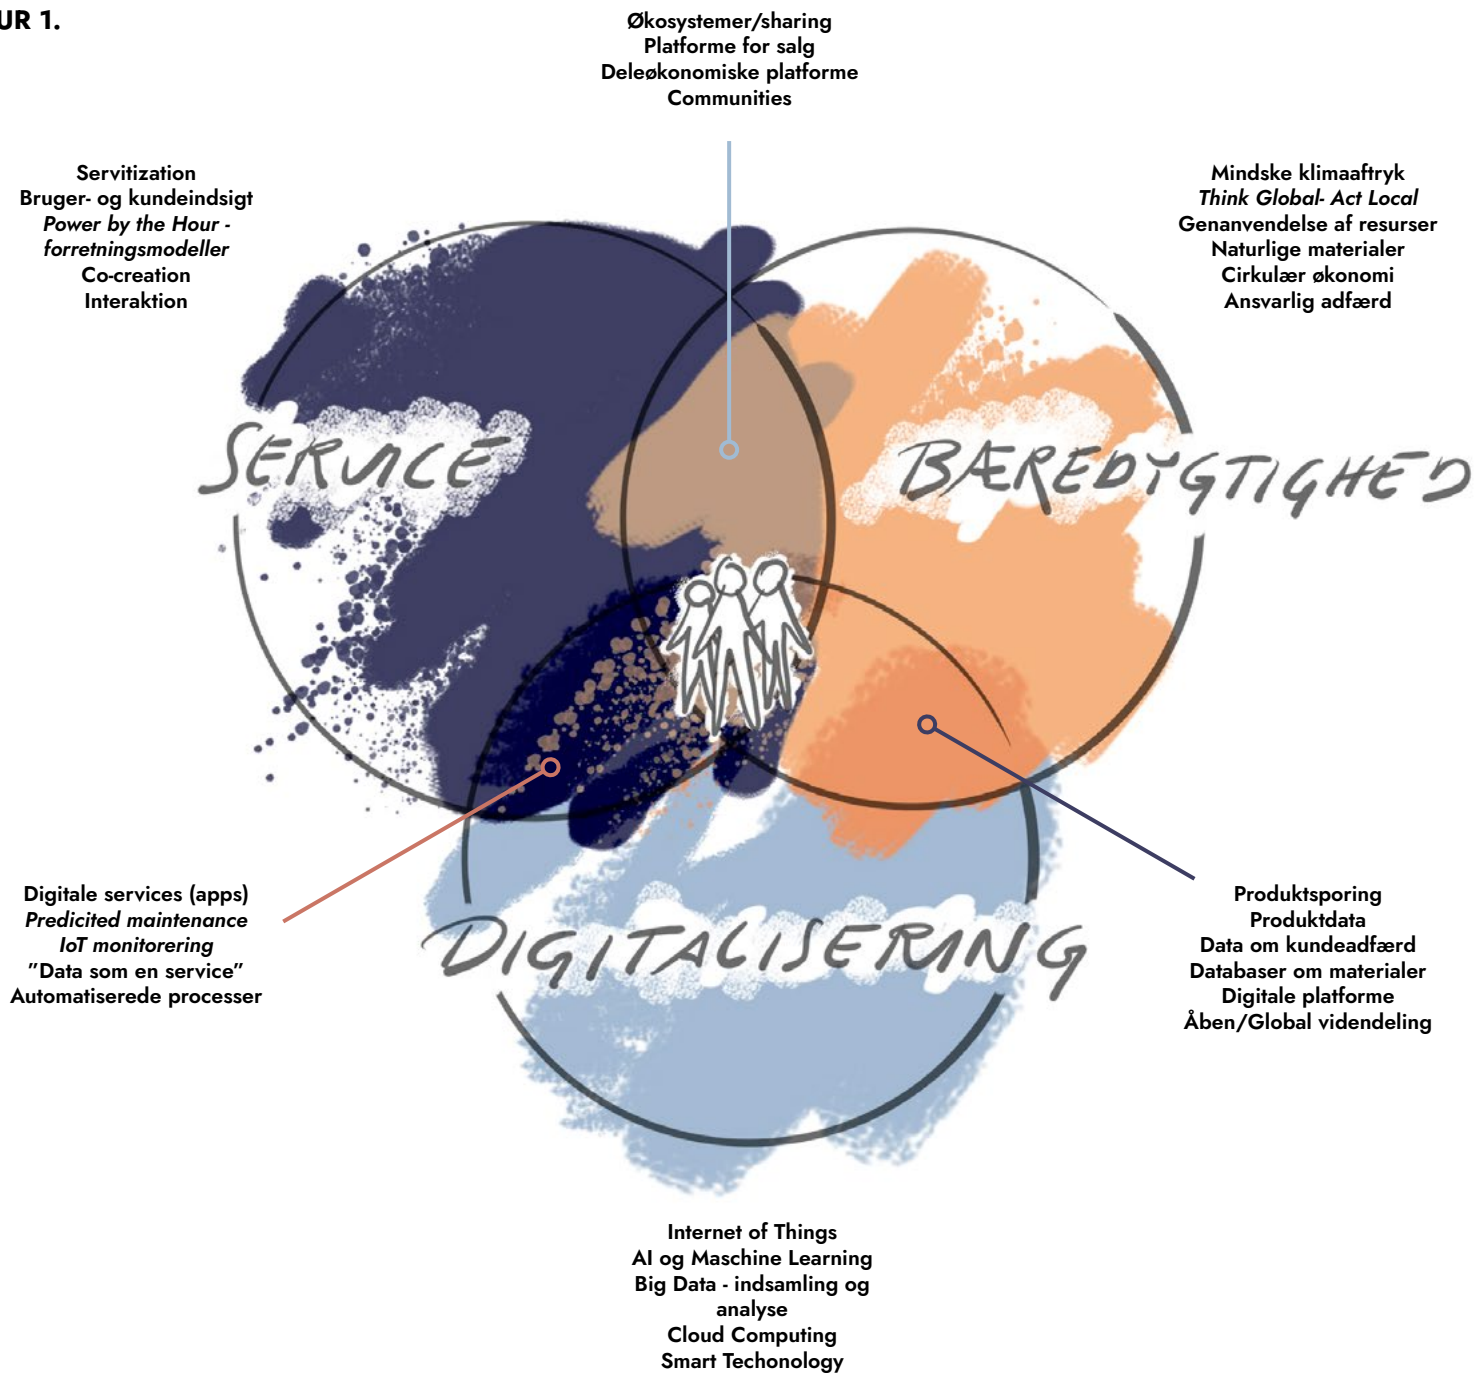 UR 1.
Økosystemer/sharing
Platforme for salg
Deleøkonomiske platforme
Communities
Servitization
Bruger- og kundeindsigt
Power by the Hour -
forretningsmodeller
Co-creation
Interaktion
Mindske klimaaftryk
Think Global- Act Local
Genanvendelse af resurser
Naturlige materialer
Cirkulær økonomi
Ansvarlig adfærd
SERVICE
BÆREDYGTIGHED
DIGITALISERING
Digitale services (apps)
Predicited maintenance
IoT monitorering
”Data som en service”
Automatiserede processer
Produktsporing
Produktdata
Data om kundeadfærd
Databaser om materialer
Digitale platforme
Åben/Global videndeling
Internet of Things
AI og Maschine Learning
Big Data - indsamling og
analyse
Cloud Computing
Smart Techonology